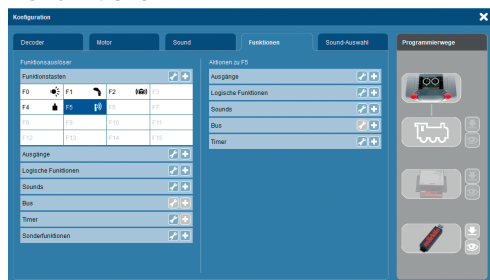 Konfiguration
Decoder Motor Sound Funktionen Sound-Auswahl Programmierwege
Funktionsauslöser
Aktionen zu F5
Funktionstasten
F0 F1 F2 F3
F4 F5 F6 F7
F8 F9 F10 F11
F12 F13 F14 F15
Ausgänge
Logische Funktionen
Sounds
Bus
Timer
Sonderfunktionen
Ausgänge
Logische Funktionen
Sounds
Bus
Timer